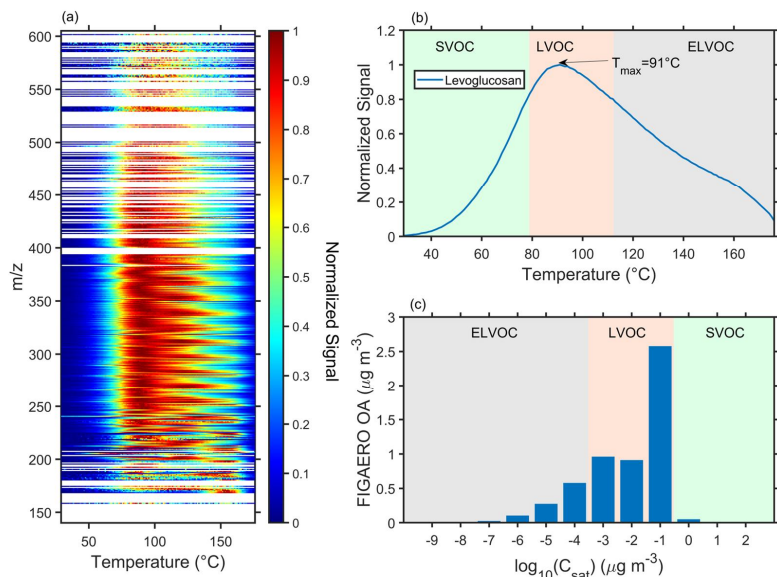 (a)
600
550
500
450
400
350
300
250
200
150
m/z
50 100 150
Temperature (°C)
1
0.9
0.8
0.7
0.6
0.5
0.4
0.3
0.2
0.1
0
Normalized Signal
(b)
1.2
1
0.8
0.6
0.4
0.2
0
Normalized Signal
SVOC LVOC ELVOC
Tmax=91°C
Levoglucosan
40 60 80 100 120 140 160
Temperature (°C)
(c)
3
2.5
2
1.5
1
0.5
0
FIGAERO OA (μg m-3)
ELVOC LVOC SVOC
-9 -8 -7 -6 -5 -4 -3 -2 -1 0 1 2
log10(Csat) (μg m-3)